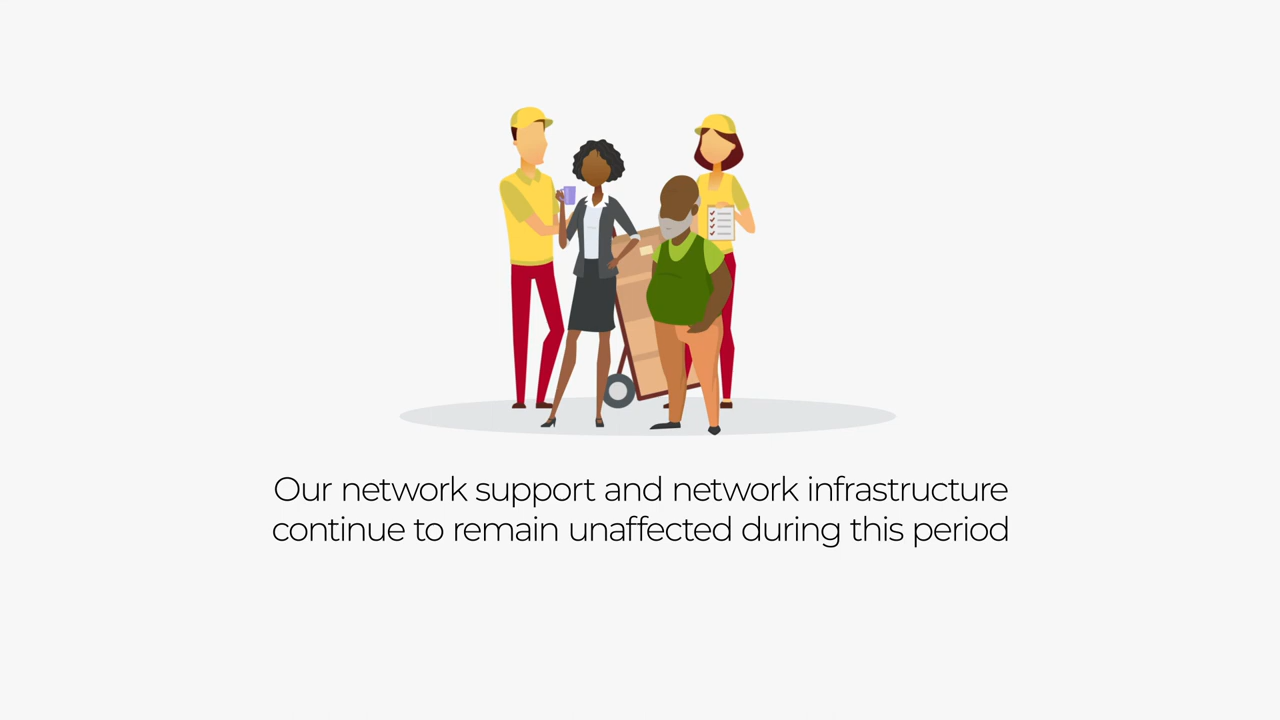 Our network support and network infrastructure
continue to remain unaffected during this period